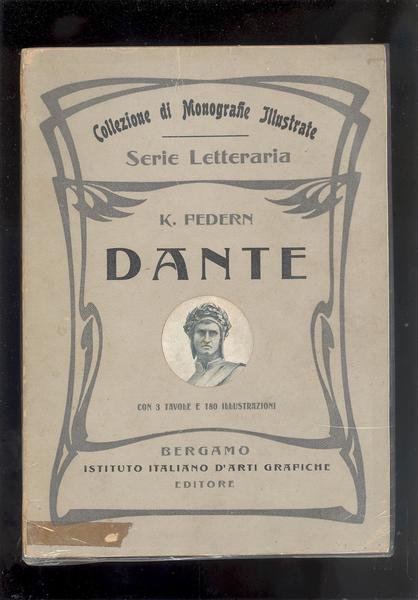 Collezione di Monografie Illustrate
Serie Letteraria
K. FEDERN
DANTE
CON 3 TAVOLE E 180 ILLUSTRAZIONI
BERGAMO
ISTITUTO ITALIANO D'ARTI GRAFICHE
EDITORE